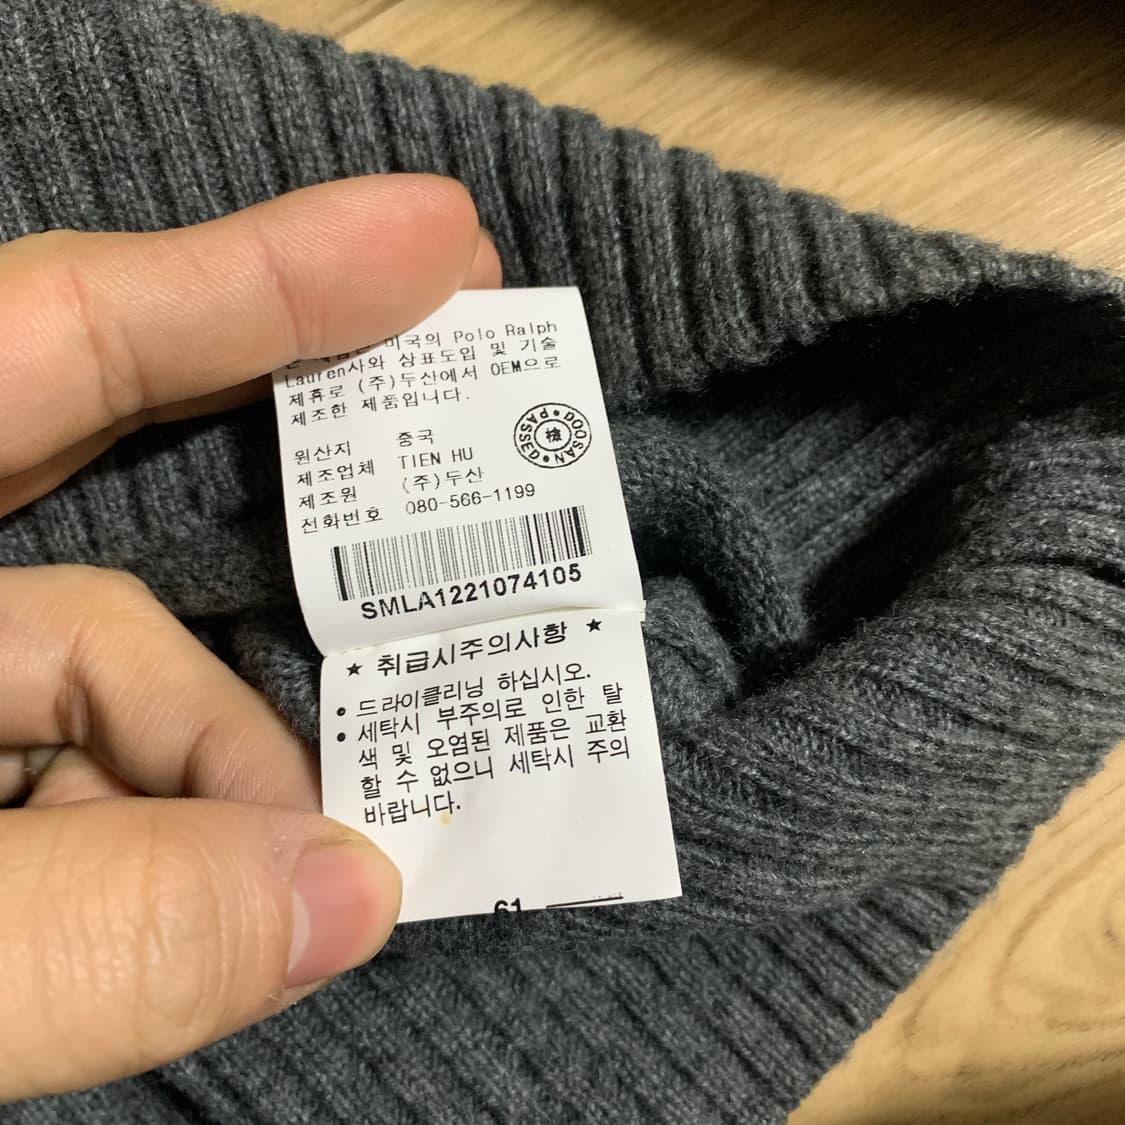 미국의 Polo Ralph
Lauren사와 상표도입 및 기술
제휴로 (주)두산에서 OEM으로
제조한 제품입니다.
원산지 중국
제조업체 TIEN HU
제조원 (주)두산
전화번호 080-566-1199
DOOSAN PASSED 檢
SMLA1221074105
★ 취급시주의사항 ★
• 드라이클리닝 하십시오.
• 세탁시 부주의로 인한 탈
색 및 오염된 제품은 교환
할 수 없으니 세탁시 주의
바랍니다.
61